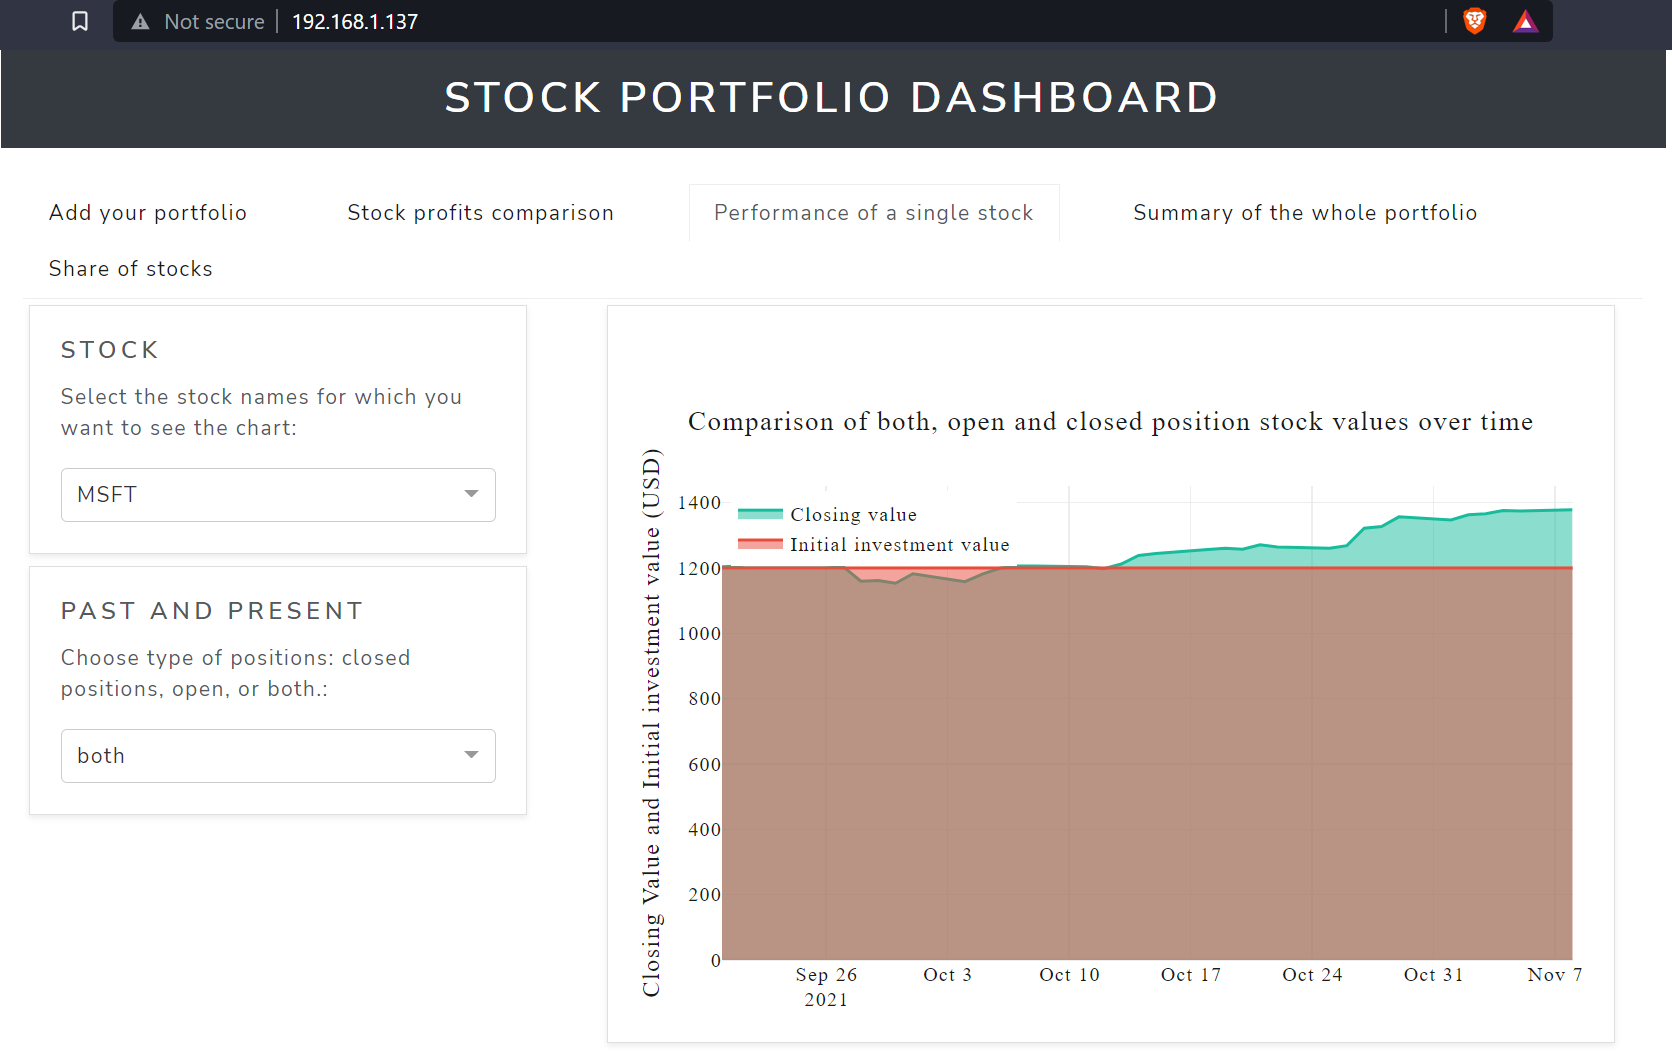 Not secure | 192.168.1.137
STOCK PORTFOLIO DASHBOARD
Add your portfolio
Stock profits comparison
Performance of a single stock
Summary of the whole portfolio
Share of stocks
STOCK
Select the stock names for which you
want to see the chart:
MSFT
PAST AND PRESENT
Choose type of positions: closed
positions, open, or both.:
both
Comparison of both, open and closed position stock values over time
Closing Value and Initial investment value (USD)
Closing value
Initial investment value
1400
1200
1000
800
600
400
200
0
Sep 26
2021
Oct 3
Oct 10
Oct 17
Oct 24
Oct 31
Nov 7